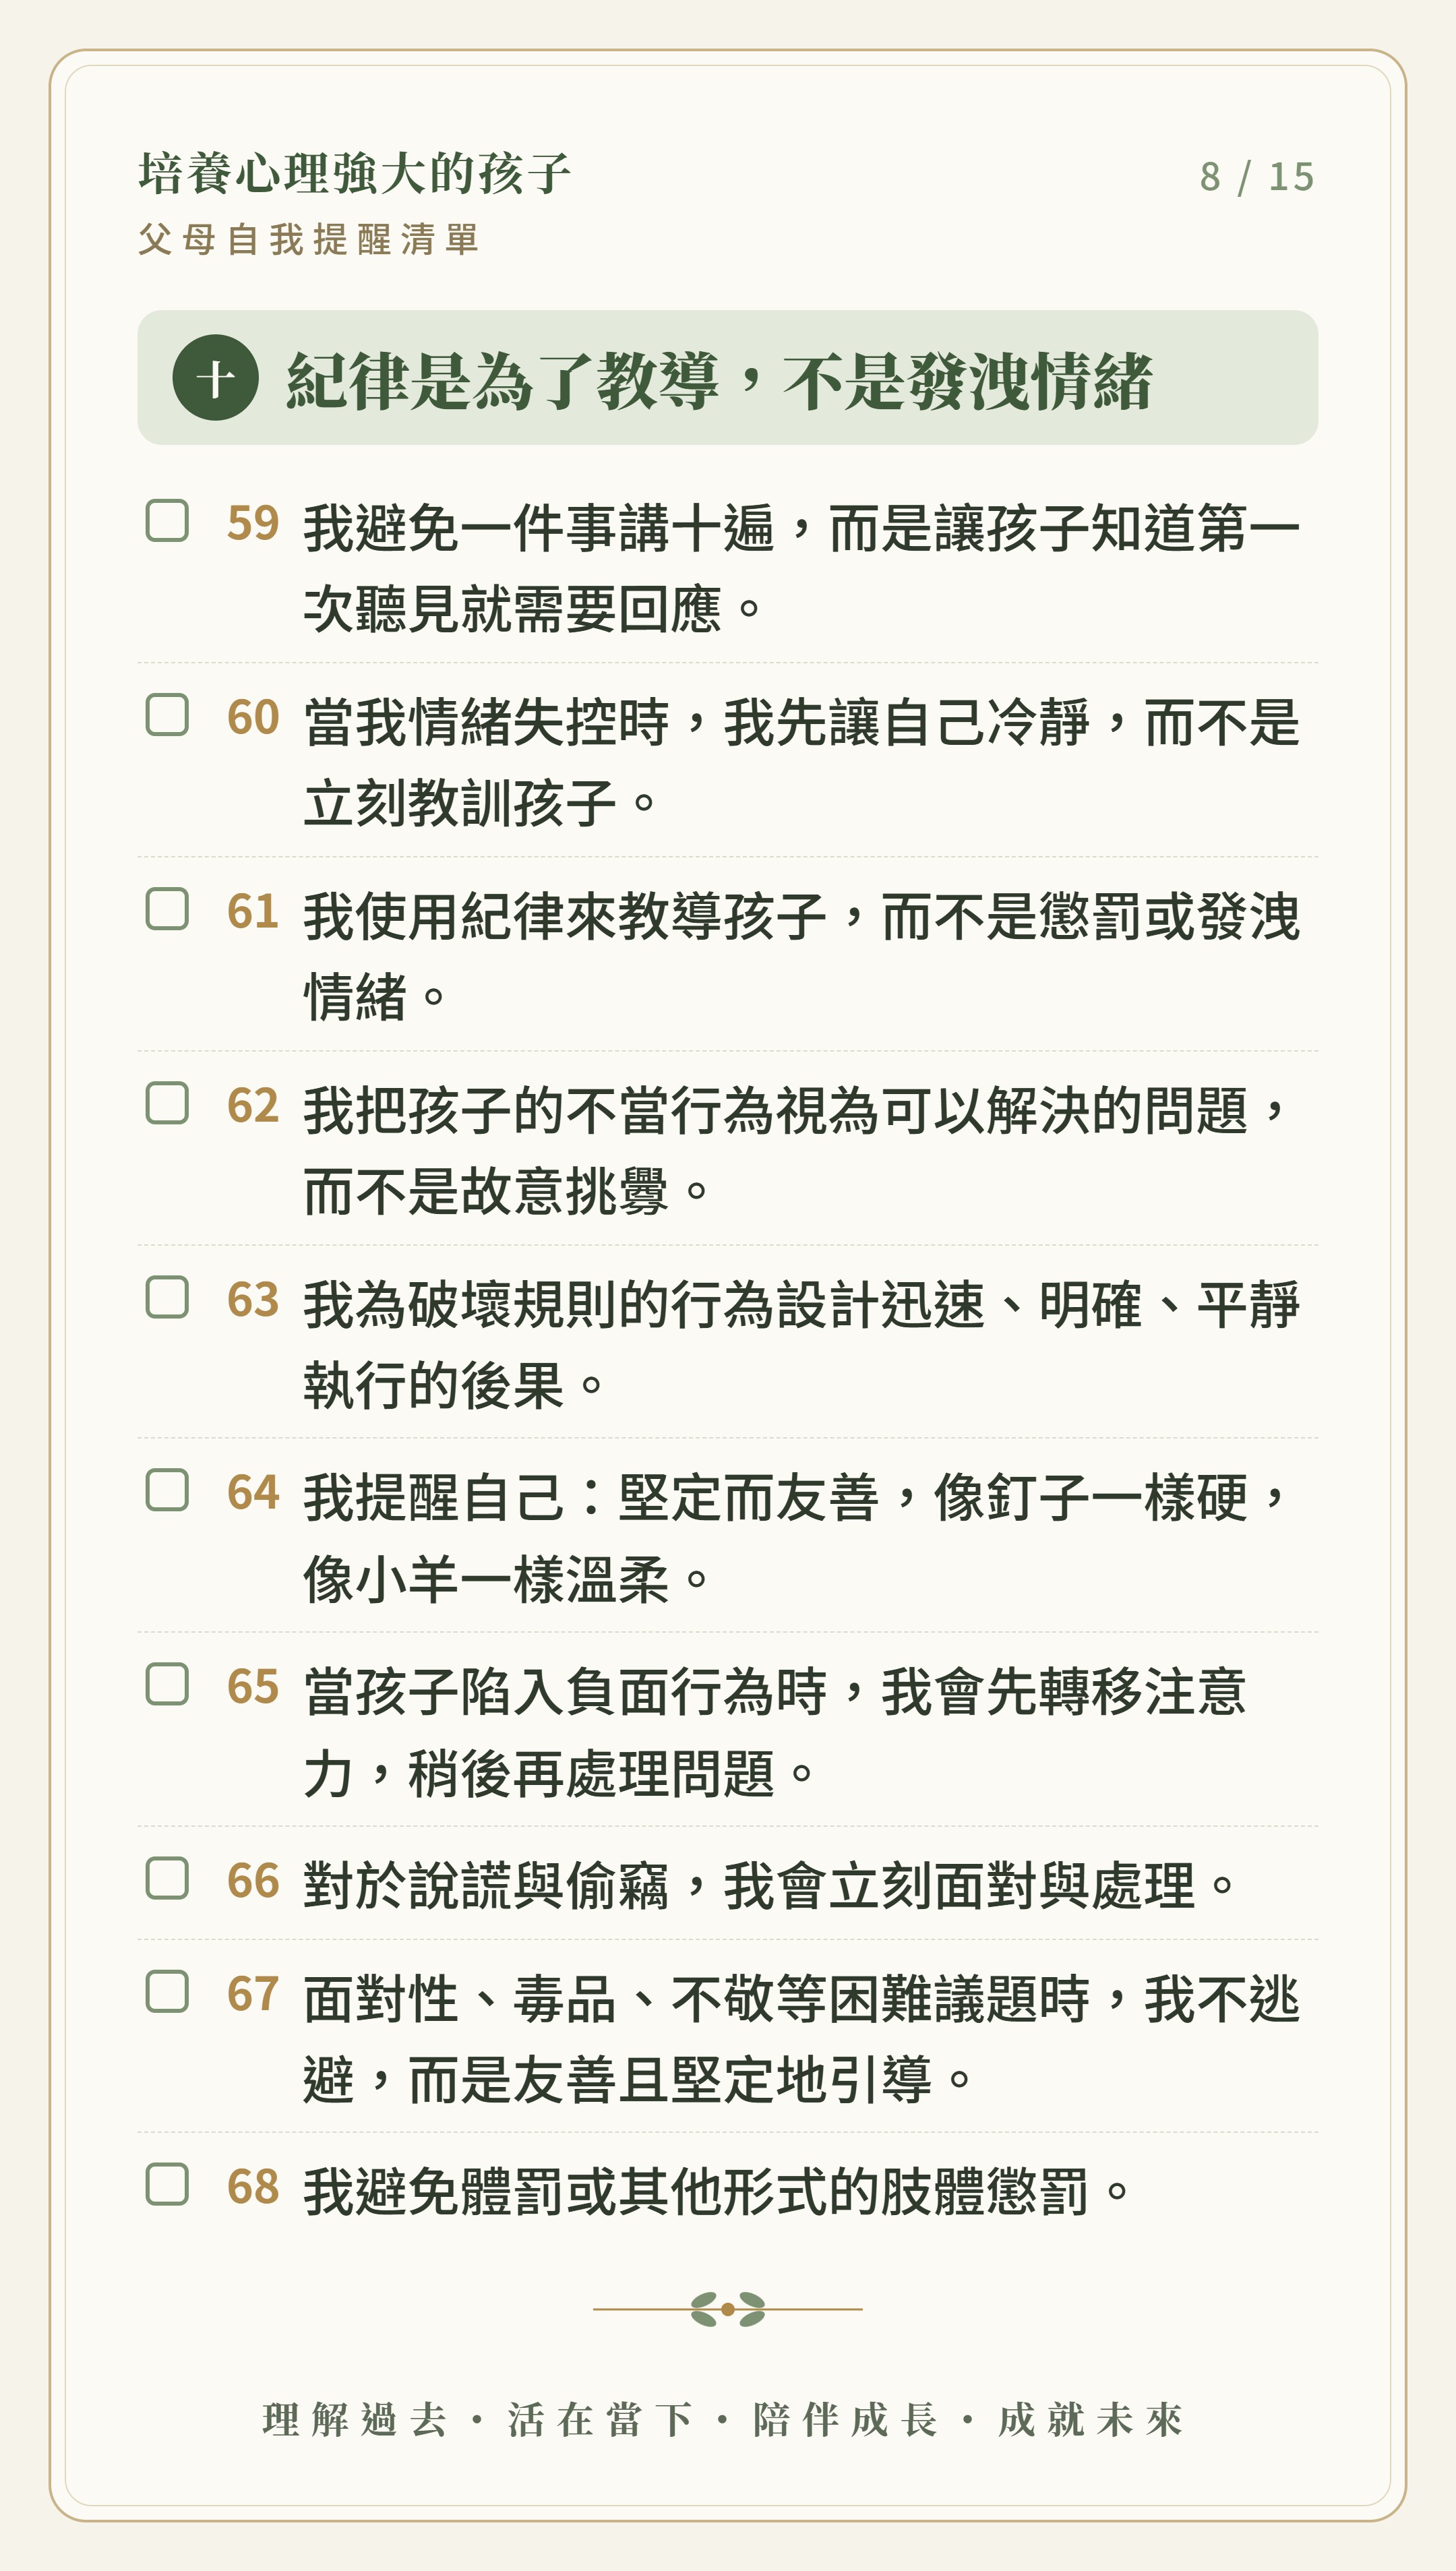 培養心理強大的孩子
8 / 15
父母自我提醒清單
十 紀律是為了教導，不是發洩情緒
59 我避免一件事講十遍，而是讓孩子知道第一
次聽見就需要回應。
60 當我情緒失控時，我先讓自己冷靜，而不是
立刻教訓孩子。
61 我使用紀律來教導孩子，而不是懲罰或發洩
情緒。
62 我把孩子的不當行為視為可以解決的問題，
而不是故意挑釁。
63 我為破壞規則的行為設計迅速、明確、平靜
執行的後果。
64 我提醒自己：堅定而友善，像釘子一樣硬，
像小羊一樣溫柔。
65 當孩子陷入負面行為時，我會先轉移注意
力，稍後再處理問題。
66 對於說謊與偷竊，我會立刻面對與處理。
67 面對性、毒品、不敬等困難議題時，我不逃
避，而是友善且堅定地引導。
68 我避免體罰或其他形式的肢體懲罰。
理解過去・活在當下・陪伴成長・成就未來